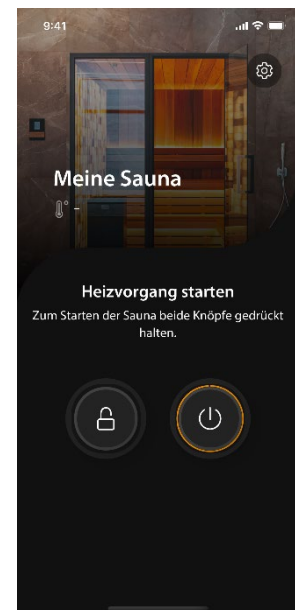 9:41
Meine Sauna
° -
Heizvorgang starten
Zum Starten der Sauna beide Knöpfe gedrückt
halten.